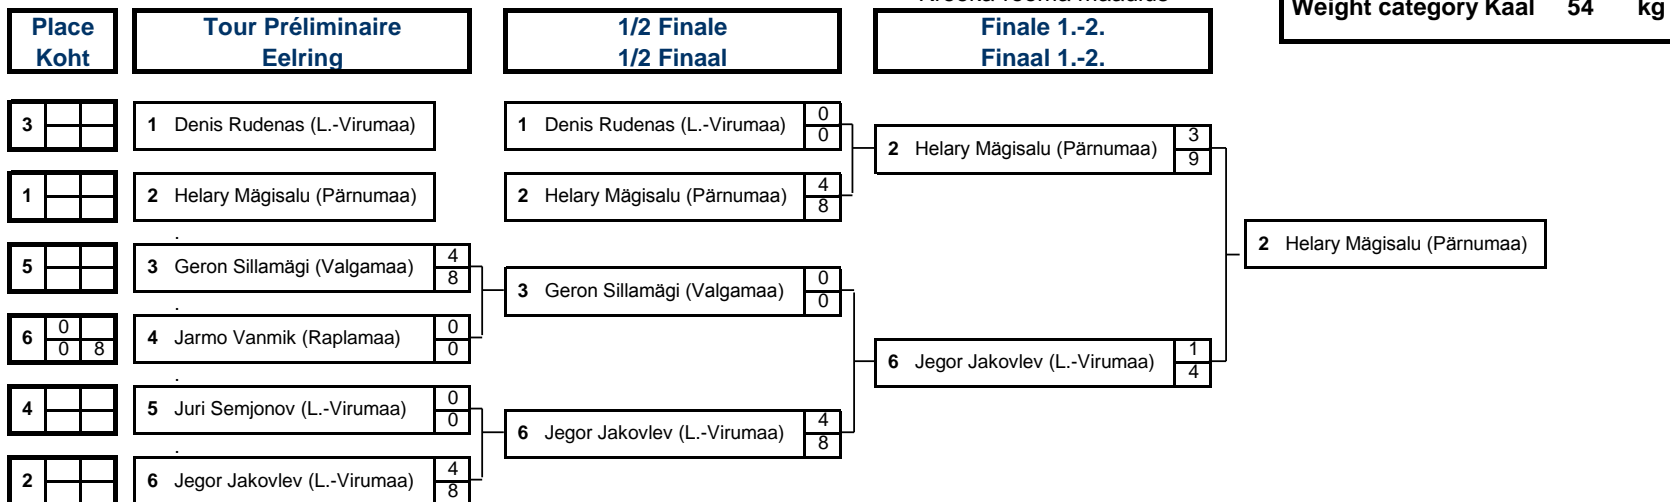 Weight category Kaal 54 kg
Place Tour Préliminaire 1/2 Finale Finale 1.-2.
Koht Eelring 1/2 Finaal Finaal 1.-2.
3 1 Denis Rudenas (L.-Virumaa) 1 Denis Rudenas (L.-Virumaa) 0
0
2 Helary Mägisalu (Pärnumaa) 3
9
1 2 Helary Mägisalu (Pärnumaa) 2 Helary Mägisalu (Pärnumaa) 4
8
.
2 Helary Mägisalu (Pärnumaa)
5 3 Geron Sillamägi (Valgamaa) 4
8
3 Geron Sillamägi (Valgamaa) 0
0
.
6 0
0 8
4 Jarmo Vanmik (Raplamaa) 0
0
6 Jegor Jakovlev (L.-Virumaa) 1
4
.
4 5 Juri Semjonov (L.-Virumaa) 0
0
6 Jegor Jakovlev (L.-Virumaa) 4
8
.
2 6 Jegor Jakovlev (L.-Virumaa) 4
8